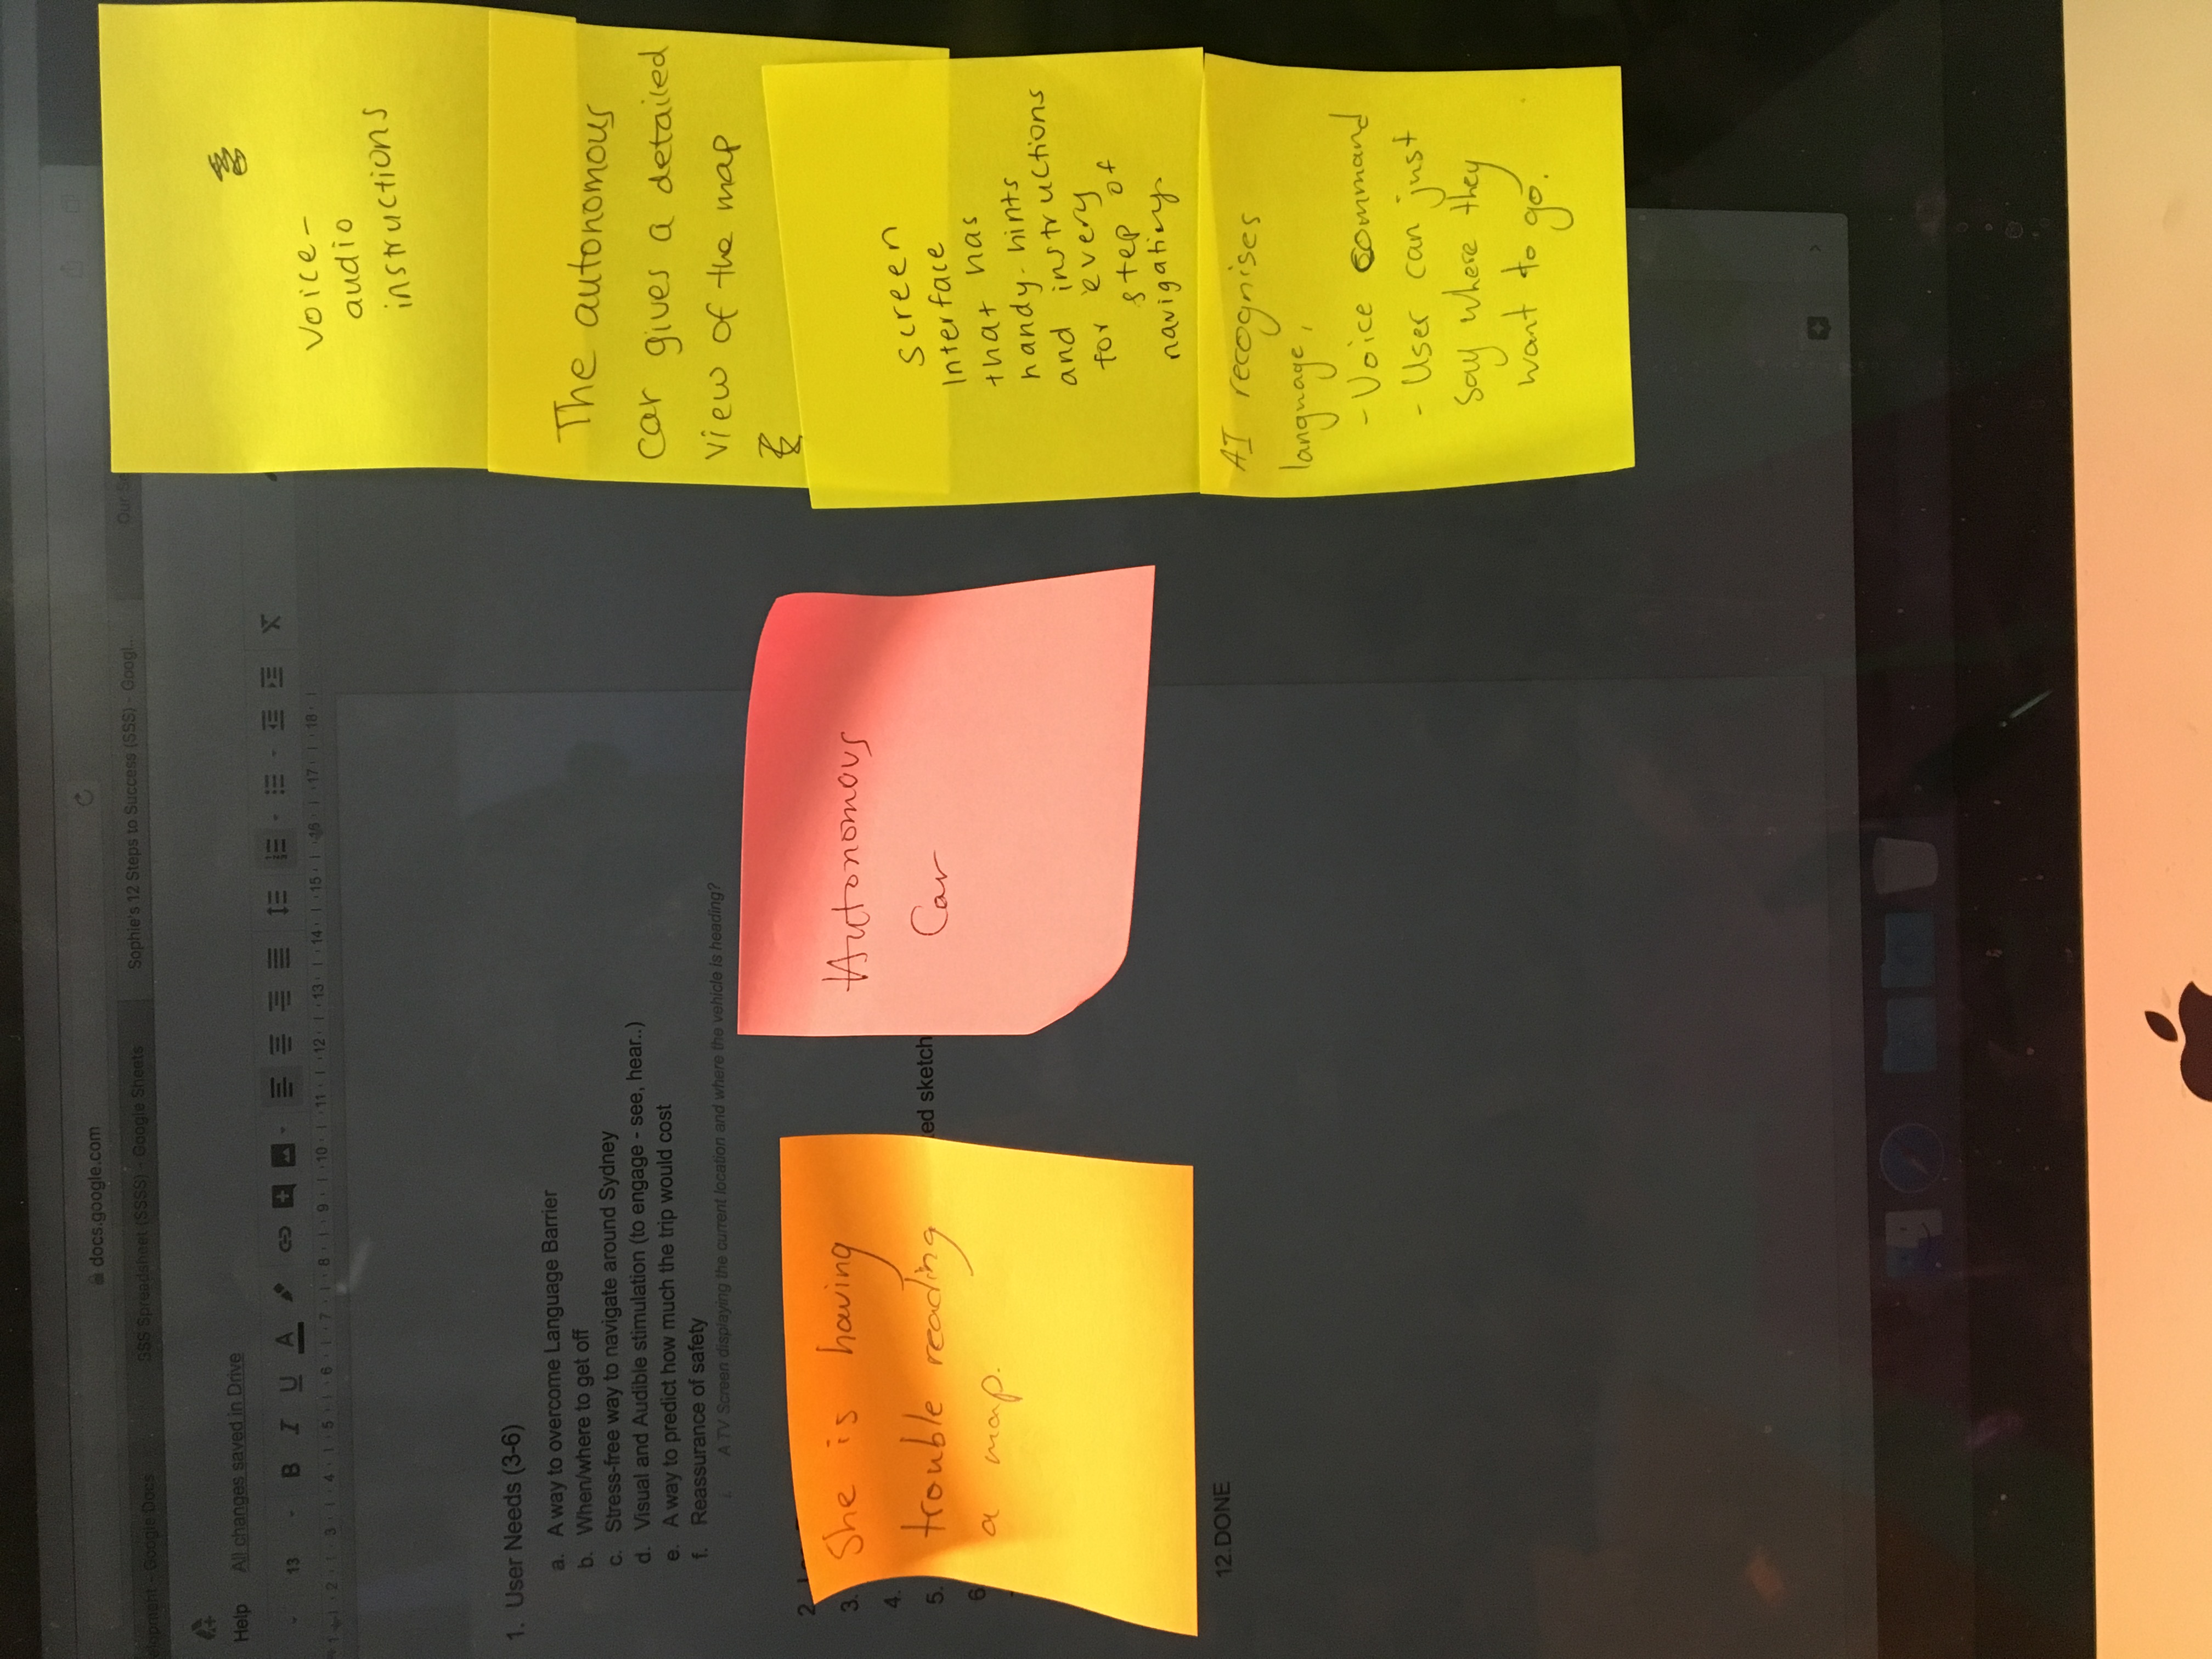 docs.google.com
elopment - Google Docs
SSS Spreadsheet (SSSS) - Google Sheets
Sophie's 12 Steps to Success (SSS) - Googl...
Our Se
Help All changes saved in Drive
13 B I U A
1 2 3 4 5 6 7 8 9 10 11 12 13 14 15 16 17 18
1. User Needs (3-6)
a. A way to overcome Language Barrier
b. When/where to get off
c. Stress-free way to navigate around Sydney
d. Visual and Audible stimulation (to engage - see, hear..)
e. A way to predict how much the trip would cost
f. Reassurance of safety
i. A TV Screen displaying the current location and where the vehicle is heading?
2.
3.
4.
5. ed sketch
6
12.DONE
She is having
trouble reading
a map.
Autonomous
Car
Voice-
audio
instructions
The autonomous
car gives a detailed
view of the map
screen
Interface
that has
handy-hints
and instructions
for every
step of
navigating
AI recognises
language,
- Voice command
- User can just
say where they
want to go.